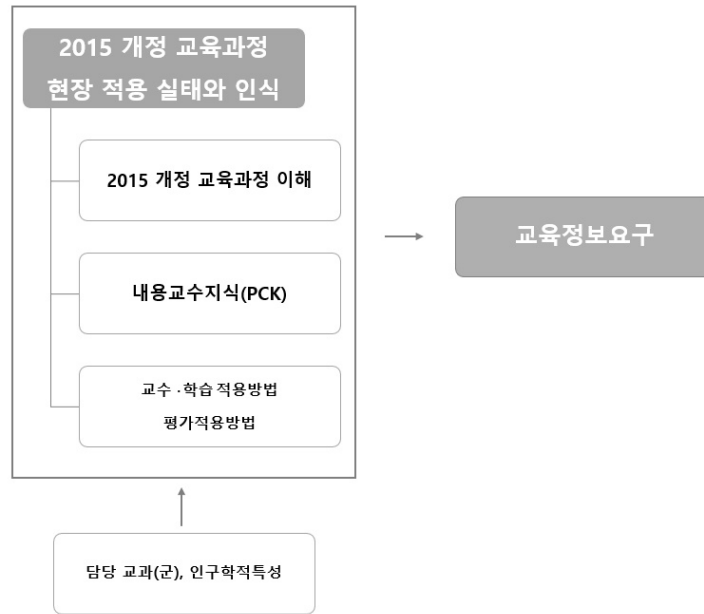 2015 개정 교육과정
현장 적용 실태와 인식
2015 개정 교육과정 이해
내용교수지식(PCK)
교수 ·학습 적용방법
평가적용방법
교육정보요구
담당 교과(군), 인구학적특성